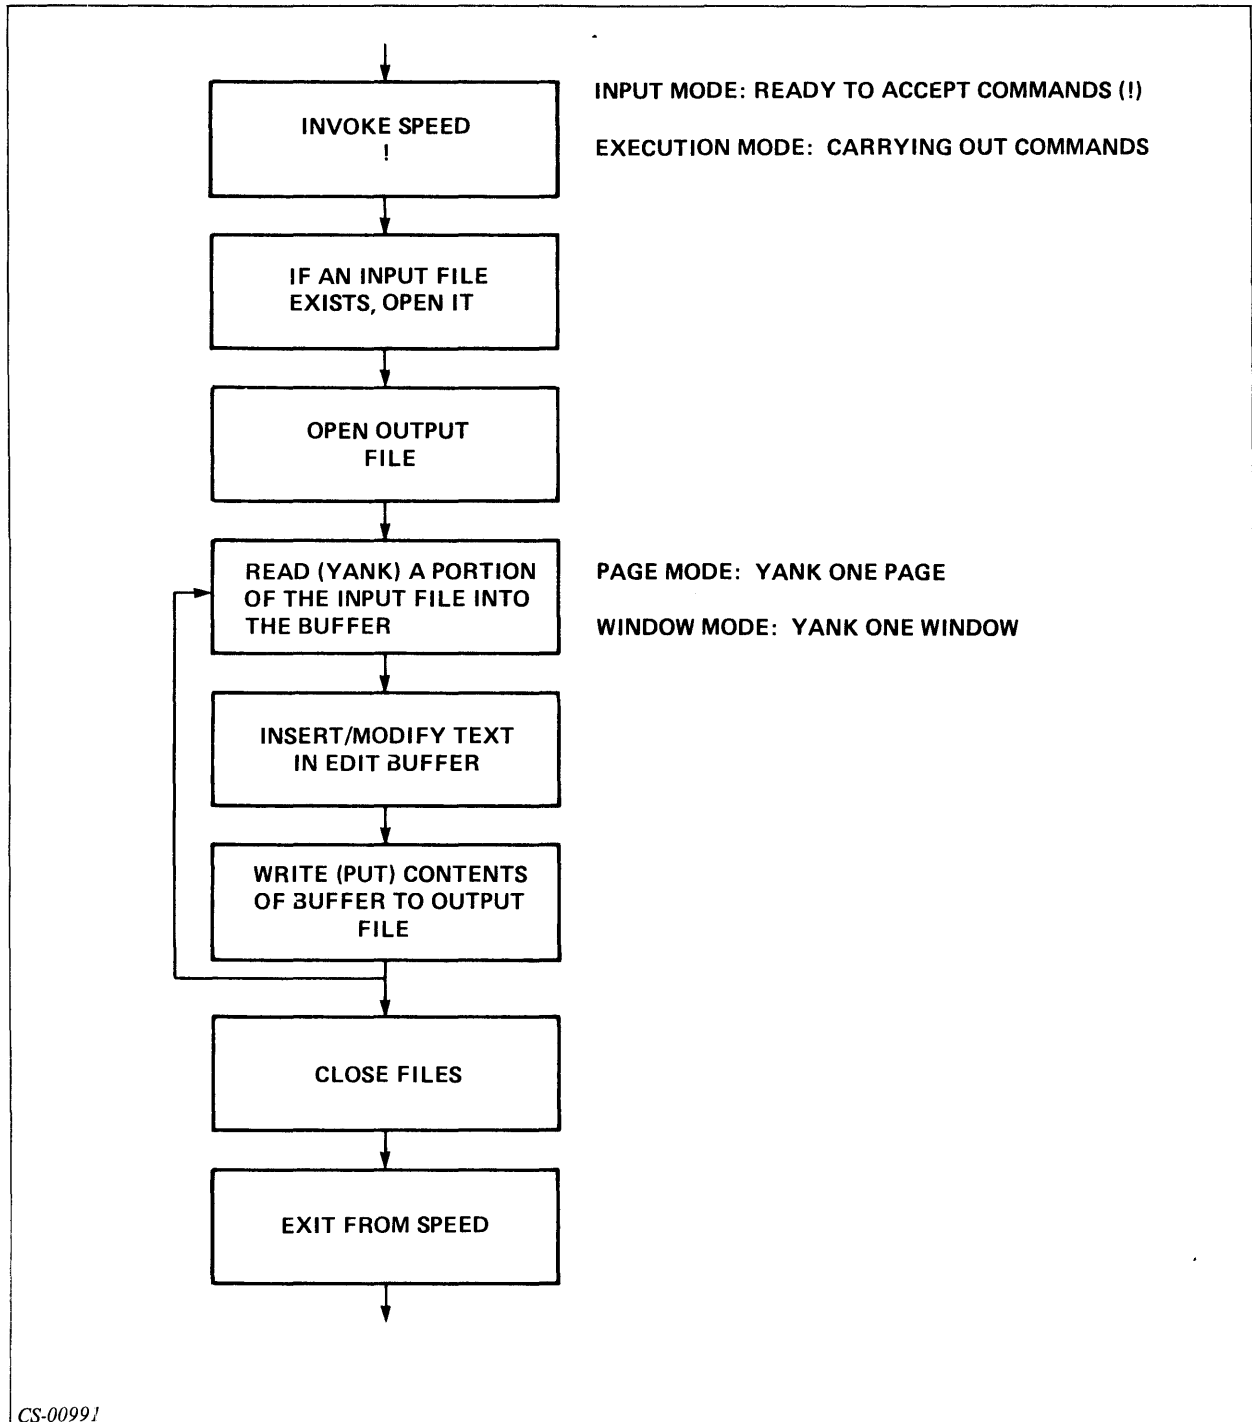 INVOKE SPEED
!
INPUT MODE: READY TO ACCEPT COMMANDS (!)
EXECUTION MODE: CARRYING OUT COMMANDS
IF AN INPUT FILE
EXISTS, OPEN IT
OPEN OUTPUT
FILE
READ (YANK) A PORTION
OF THE INPUT FILE INTO
THE BUFFER
PAGE MODE: YANK ONE PAGE
WINDOW MODE: YANK ONE WINDOW
INSERT/MODIFY TEXT
IN EDIT BUFFER
WRITE (PUT) CONTENTS
OF BUFFER TO OUTPUT
FILE
CLOSE FILES
EXIT FROM SPEED
CS-00991